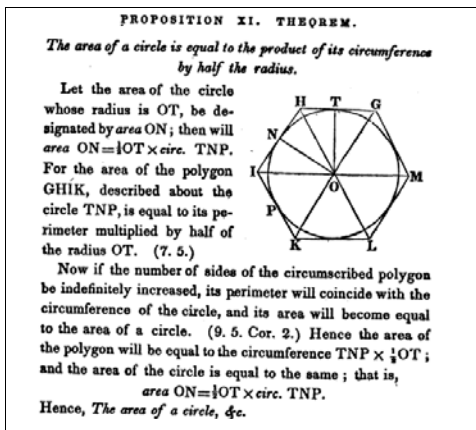 PROPOSITION XI. THEOREM.
The area of a circle is equal to the product of its circumference
by half the radius.
Let the area of the circle
whose radius is OT, be de-
signated by area ON; then will
area ON=½OT×circ. TNP.
For the area of the polygon
GHIK, described about the
circle TNP, is equal to its pe-
rimeter multiplied by half of
the radius OT. (7. 5.)
H T G
N
I O M
P
K L
Now if the number of sides of the circumscribed polygon
be indefinitely increased, its perimeter will coincide with the
circumference of the circle, and its area will become equal
to the area of a circle. (9. 5. Cor. 2.) Hence the area of
the polygon will be equal to the circumference TNP × ½OT;
and the area of the circle is equal to the same; that is,
area ON=½OT×circ. TNP.
Hence, The area of a circle, &c.